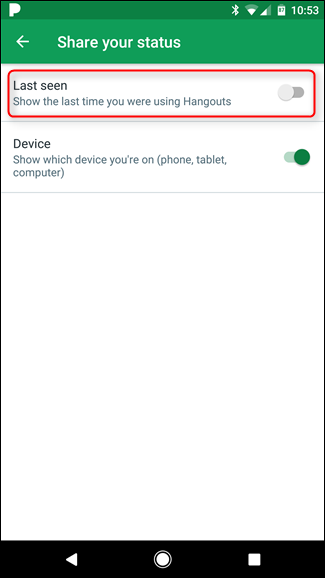 10:53
Share your status
Last seen
Show the last time you were using Hangouts
Device
Show which device you're on (phone, tablet,
computer)